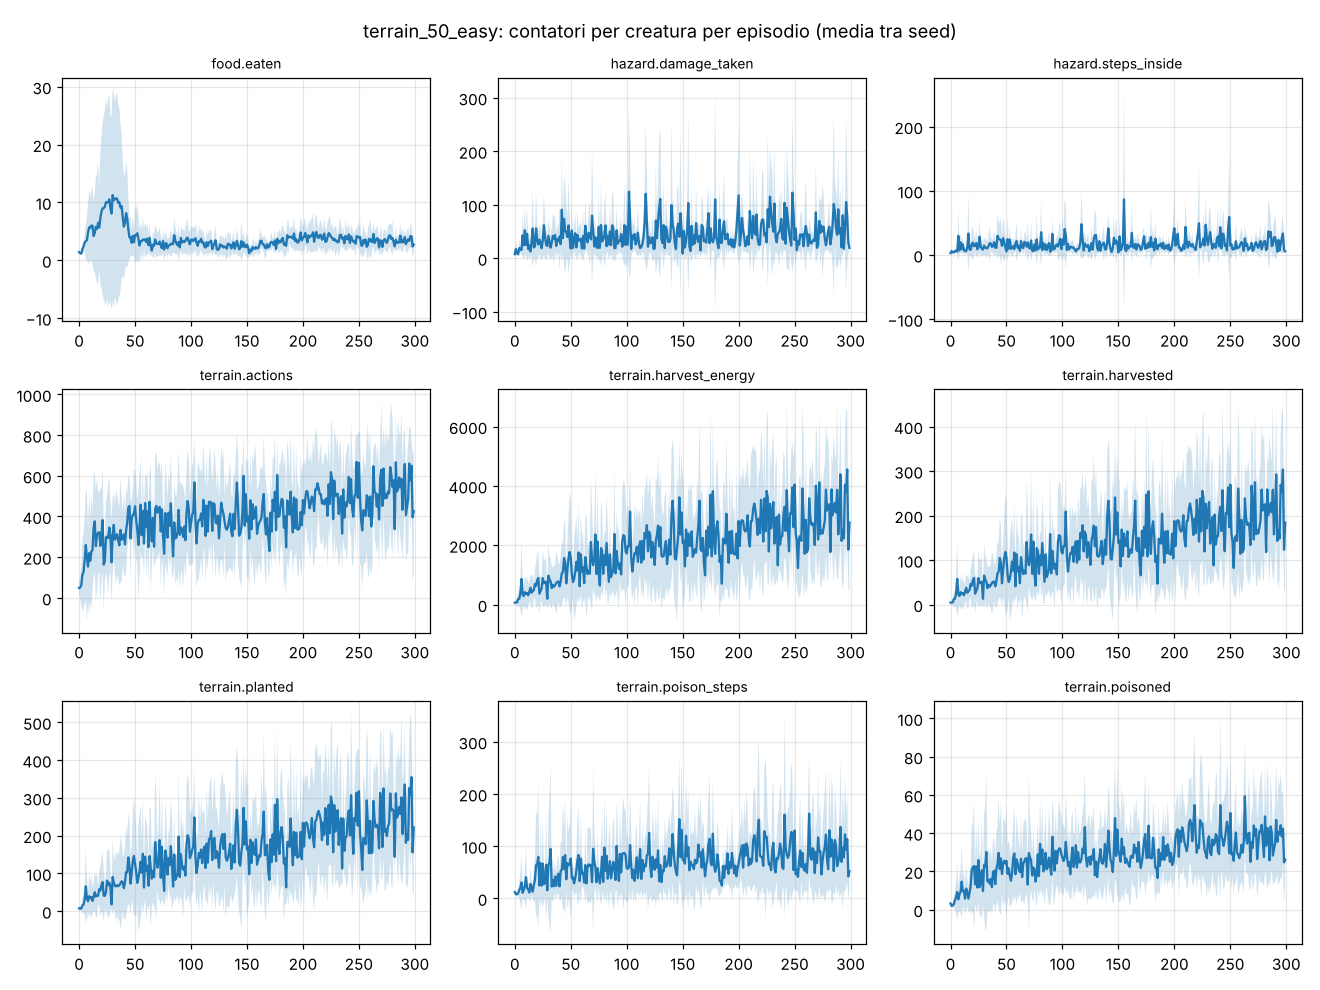 terrain_50_easy: contatori per creatura per episodio (media tra seed)
food.eaten
30
20
10
0
−10
0 50 100 150 200 250 300
hazard.damage_taken
300
200
100
0
−100
0 50 100 150 200 250 300
hazard.steps_inside
200
100
0
−100
0 50 100 150 200 250 300
terrain.actions
1000
800
600
400
200
0
0 50 100 150 200 250 300
terrain.harvest_energy
6000
4000
2000
0
0 50 100 150 200 250 300
terrain.harvested
400
300
200
100
0
0 50 100 150 200 250 300
terrain.planted
500
400
300
200
100
0
0 50 100 150 200 250 300
terrain.poison_steps
300
200
100
0
0 50 100 150 200 250 300
terrain.poisoned
100
80
60
40
20
0
0 50 100 150 200 250 300